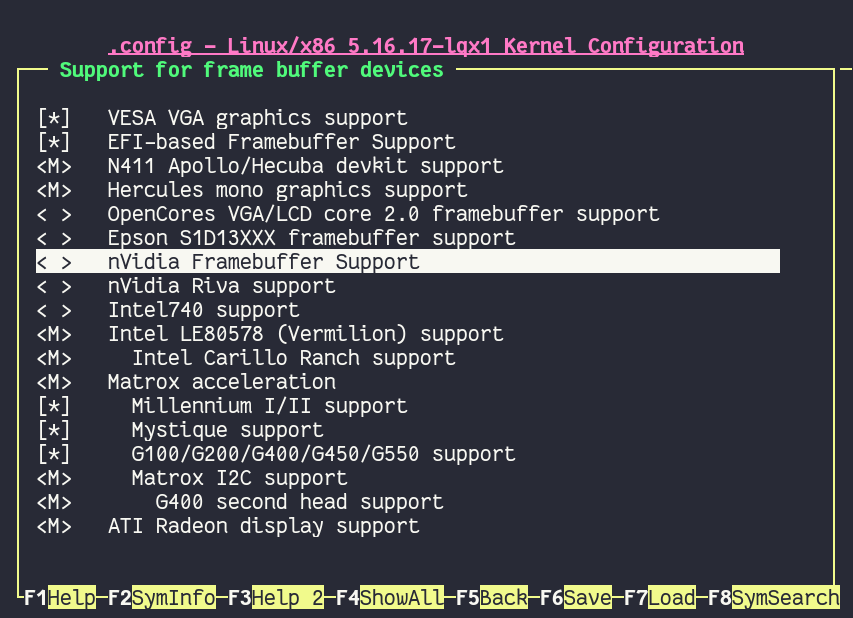 .config - Linux/x86 5.16.17-lqx1 Kernel Configuration
Support for frame buffer devices
[*] VESA VGA graphics support
[*] EFI-based Framebuffer Support
<M> N411 Apollo/Hecuba devkit support
<M> Hercules mono graphics support
< > OpenCores VGA/LCD core 2.0 framebuffer support
< > Epson S1D13XXX framebuffer support
< > nVidia Framebuffer Support
< > nVidia Riva support
< > Intel740 support
<M> Intel LE80578 (Vermilion) support
<M> Intel Carillo Ranch support
<M> Matrox acceleration
[*] Millennium I/II support
[*] Mystique support
[*] G100/G200/G400/G450/G550 support
<M> Matrox I2C support
<M> G400 second head support
<M> ATI Radeon display support
F1Help-F2SymInfo-F3Help 2-F4ShowAll-F5Back-F6Save-F7Load-F8SymSearch